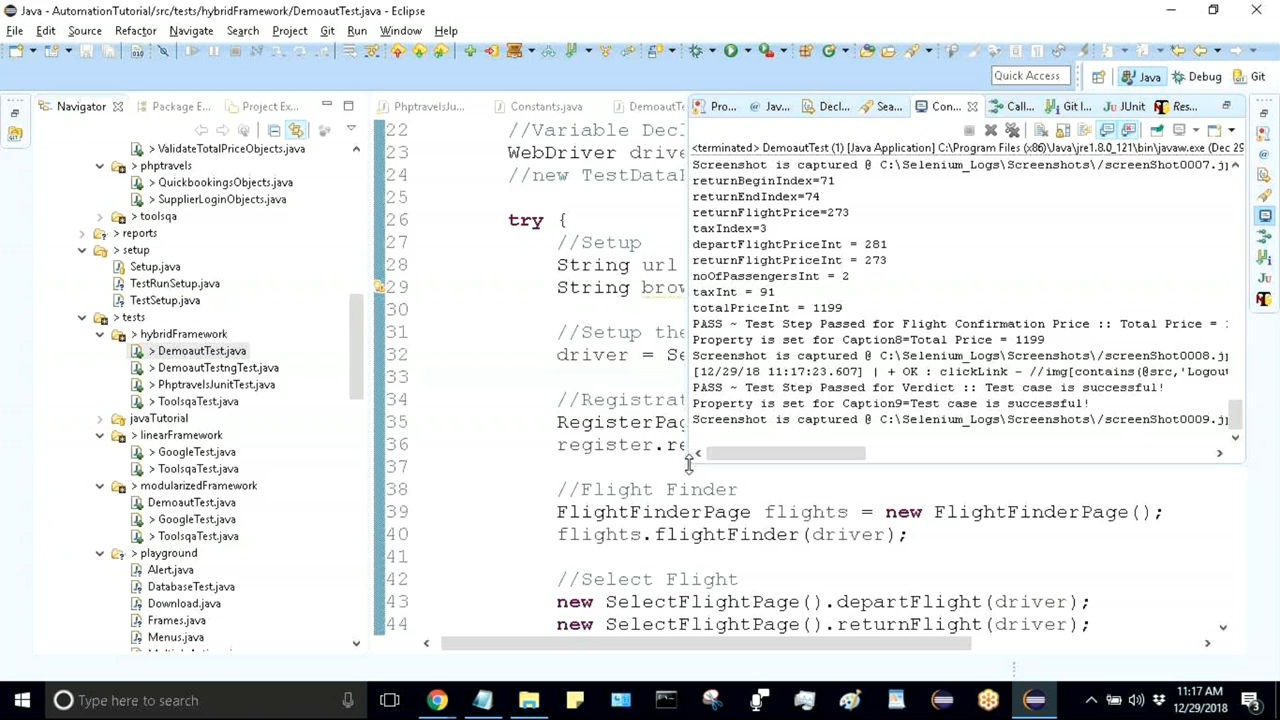 Java - AutomationTutorial/src/tests/hybridFramework/DemoautTest.java - Eclipse
File Edit Source Refactor Navigate Search Project Git Run Window Help
Quick Access
Java
Debug
Git
Navigator
Package E...
Project Ex...
PhptravelsJu...
Constants.java
DemoautT
Pro...
Jav...
Decl...
Sea...
Con...
Call...
Git I...
JUnit
Res...
> ValidateTotalPriceObjects.java
> phptravels
> QuickbookingsObjects.java
> SupplierLoginObjects.java
> toolsqa
> reports
> setup
Setup.java
TestRunSetup.java
TestSetup.java
> tests
> hybridFramework
> DemoautTest.java
> DemoautTestngTest.java
> PhptravelsJunitTest.java
> ToolsqaTest.java
> javaTutorial
> linearFramework
> GoogleTest.java
> ToolsqaTest.java
> modularizedFramework
DemoautTest.java
> GoogleTest.java
> ToolsqaTest.java
> playground
Alert.java
DatabaseTest.java
Download.java
Frames.java
Menus.java
22 //Variable Decl
23 WebDriver drive
24 //new TestData
25
26 try {
27 //Setup
28 String url
29 String brow
30
31 //Setup the
32 driver = Se
33
34 //Registrat
35 RegisterPag
36 register.re
37
38 //Flight Finder
39 FlightFinderPage flights = new FlightFinderPage();
40 flights.flightFinder(driver);
41
42 //Select Flight
43 new SelectFlightPage().departFlight(driver);
44 new SelectFlightPage().returnFlight(driver);
<terminated> DemoautTest (1) [Java Application] C:\Program Files (x86)\Java\jre1.8.0_121\bin\javaw.exe (Dec 29
Screenshot is captured @ C:\Selenium_Logs\Screenshots\/screenShot0007.jp
returnBeginIndex=71
returnEndIndex=74
returnFlightPrice=273
taxIndex=3
departFlightPriceInt = 281
returnFlightPriceInt = 273
noOfPassengersInt = 2
taxInt = 91
totalPriceInt = 1199
PASS ~ Test Step Passed for Flight Confirmation Price :: Total Price = 1
Property is set for Caption8=Total Price = 1199
Screenshot is captured @ C:\Selenium_Logs\Screenshots\/screenShot0008.jp
[12/29/18 11:17:23.607] | + OK : clickLink - //img[contains(@src,'Logou
PASS ~ Test Step Passed for Verdict :: Test case is successful!
Property is set for Caption9=Test case is successful!
Screenshot is captured @ C:\Selenium_Logs\Screenshots\/screenShot0009.jp
Type here to search
11:17 AM
12/29/2018
3